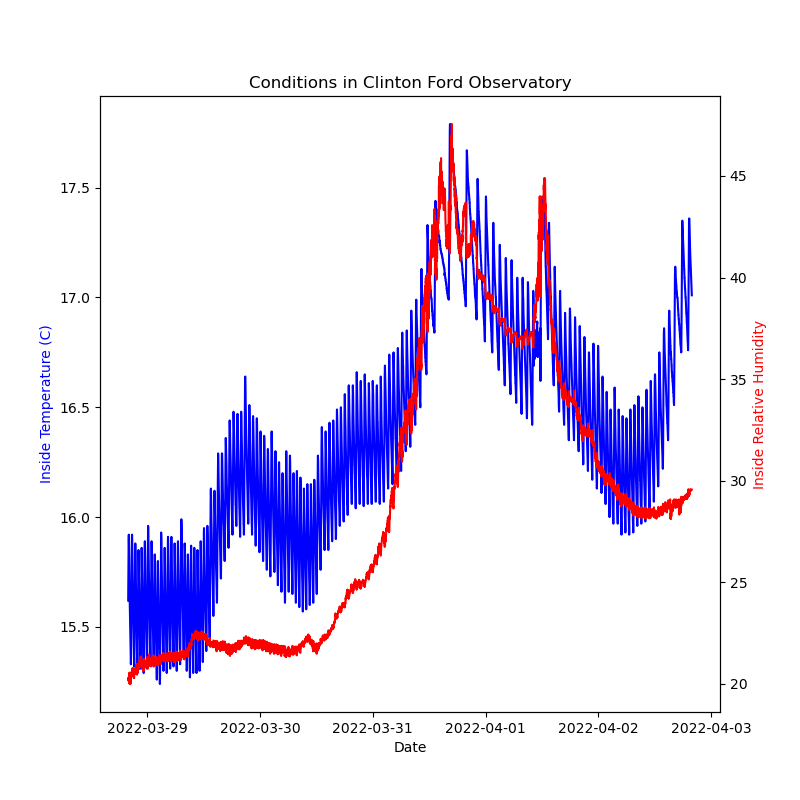 Conditions in Clinton Ford Observatory
17.5
17.0
16.5
16.0
15.5
Inside Temperature (C)
45
40
35
30
25
20
Inside Relative Humidity
2022-03-29 2022-03-30 2022-03-31 2022-04-01 2022-04-02 2022-04-03
Date